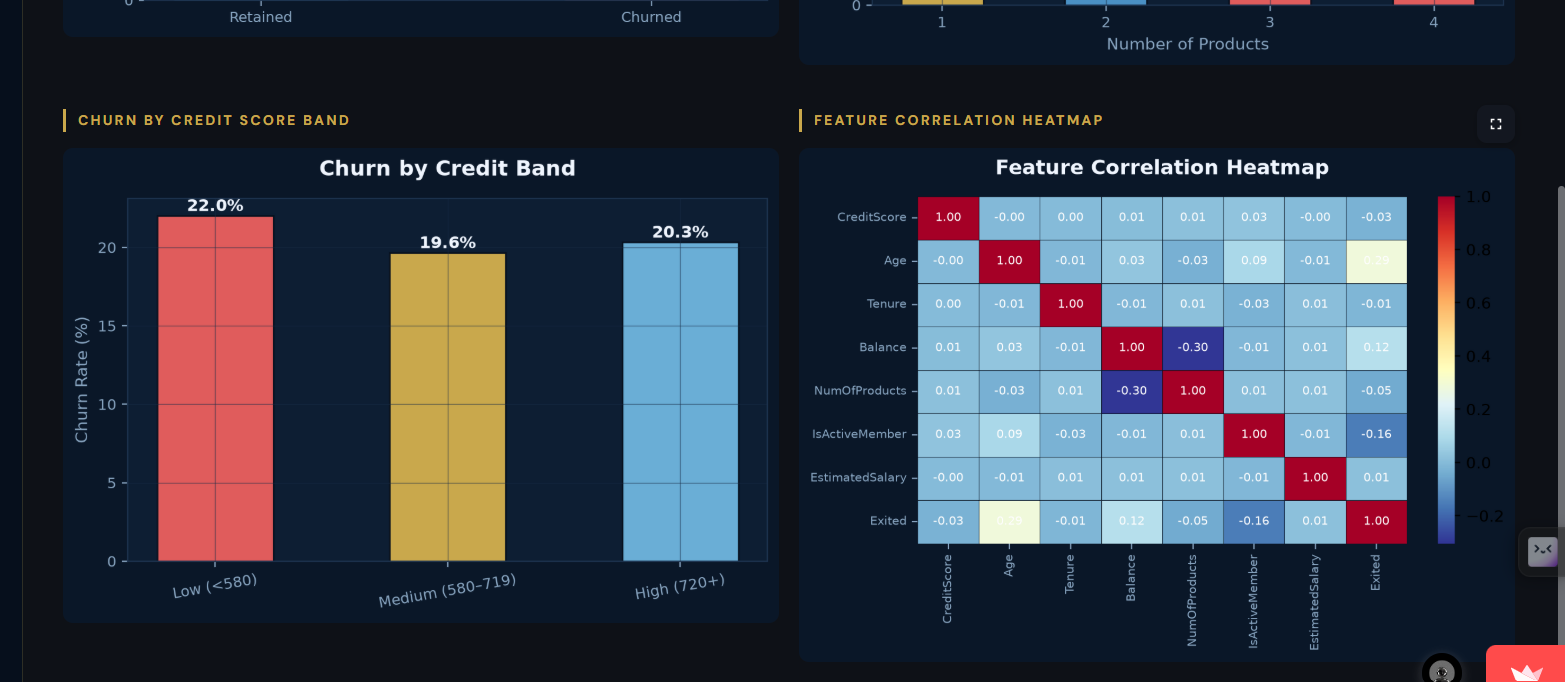 0
Retained Churned
0
1 2 3 4
Number of Products
CHURN BY CREDIT SCORE BAND
FEATURE CORRELATION HEATMAP
Churn by Credit Band
22.0%
19.6%
20.3%
Churn Rate (%)
20
15
10
5
0
Low (<580) Medium (580–719) High (720+)
Feature Correlation Heatmap
CreditScore 1.00 -0.00 0.00 0.01 0.01 0.03 -0.00 -0.03
Age -0.00 1.00 -0.01 0.03 -0.03 0.09 -0.01 0.29
Tenure 0.00 -0.01 1.00 -0.01 0.01 -0.03 0.01 -0.01
Balance 0.01 0.03 -0.01 1.00 -0.30 -0.01 0.01 0.12
NumOfProducts 0.01 -0.03 0.01 -0.30 1.00 0.01 0.01 -0.05
IsActiveMember 0.03 0.09 -0.03 -0.01 0.01 1.00 -0.01 -0.16
EstimatedSalary -0.00 -0.01 0.01 0.01 0.01 -0.01 1.00 0.01
Exited -0.03 0.29 -0.01 0.12 -0.05 -0.16 0.01 1.00
CreditScore Age Tenure Balance NumOfProducts IsActiveMember EstimatedSalary Exited
1.0
0.8
0.6
0.4
0.2
0.0
−0.2